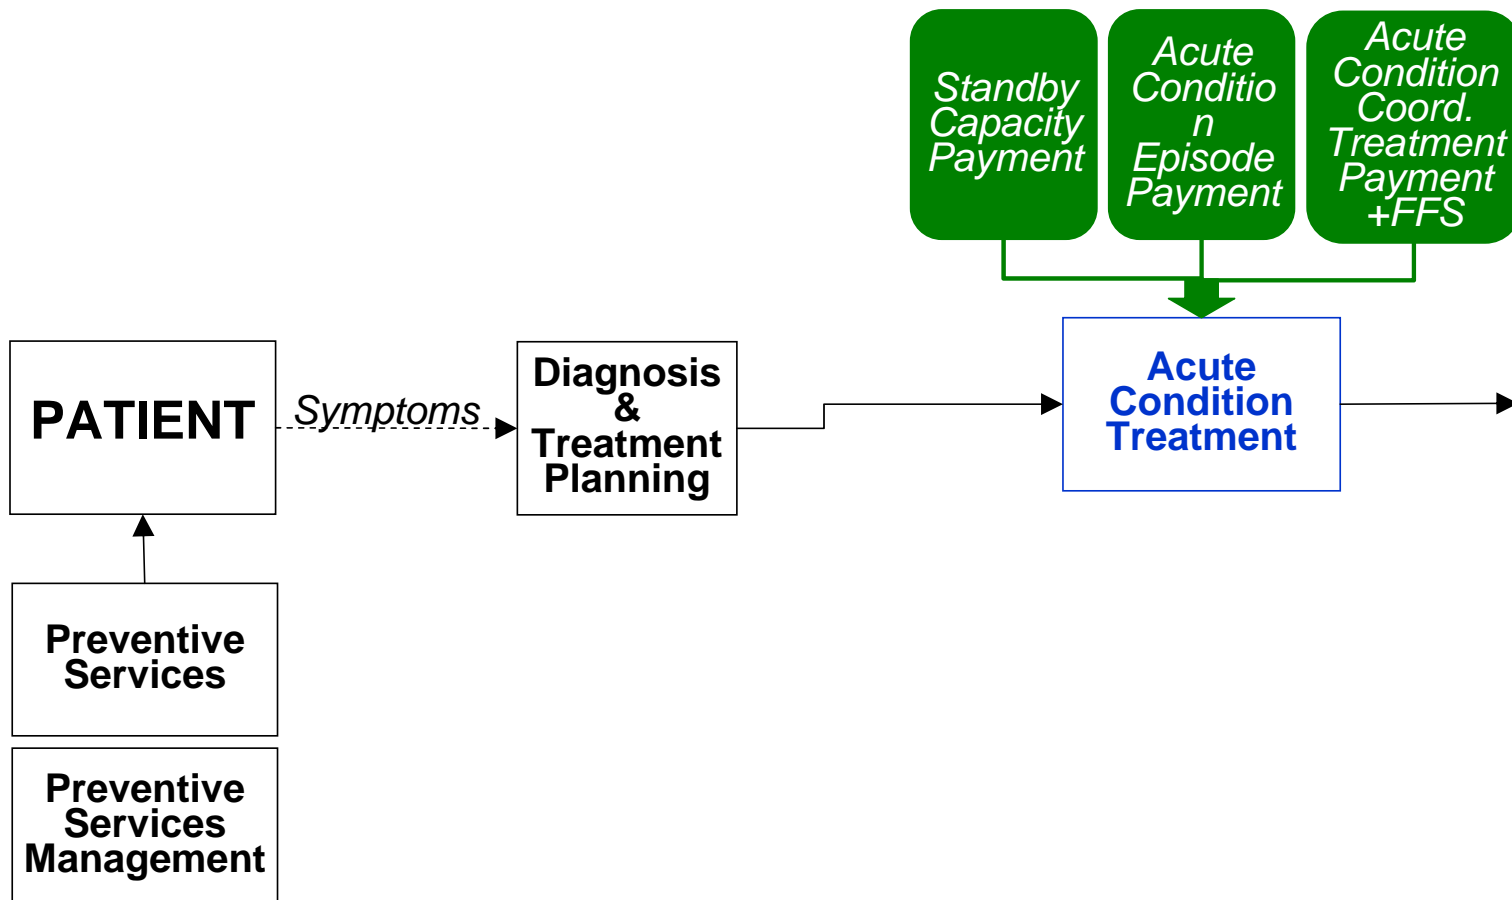 Standby
Capacity
Payment
Acute
Conditio
n
Episode
Payment
Acute
Condition
Coord.
Treatment
Payment
+FFS
PATIENT
Symptoms
Diagnosis
&
Treatment
Planning
Acute
Condition
Treatment
Preventive
Services
Preventive
Services
Management